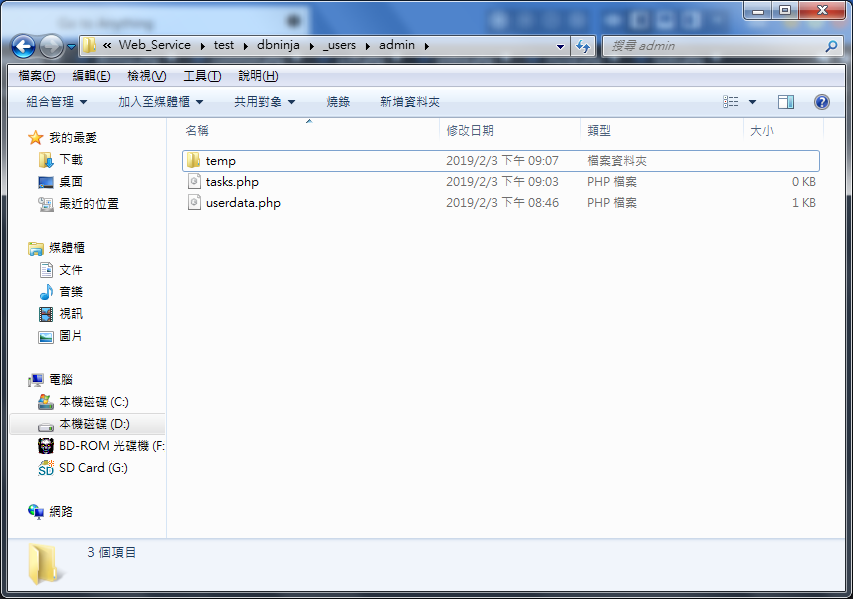 Go to Anything
« Web_Service ▸ test ▸ dbninja ▸ _users ▸ admin ▸
搜尋 admin
檔案(F) 編輯(E) 檢視(V) 工具(T) 說明(H)
組合管理 加入至媒體櫃 共用對象 燒錄 新增資料夾
名稱 修改日期 類型 大小
temp 2019/2/3 下午 09:07 檔案資料夾
tasks.php 2019/2/3 下午 09:03 PHP 檔案 0 KB
userdata.php 2019/2/3 下午 08:46 PHP 檔案 1 KB
我的最愛
下載
桌面
最近的位置
媒體櫃
文件
音樂
視訊
圖片
電腦
本機磁碟 (C:)
本機磁碟 (D:)
BD-ROM 光碟機 (F:
SD Card (G:)
網路
3 個項目